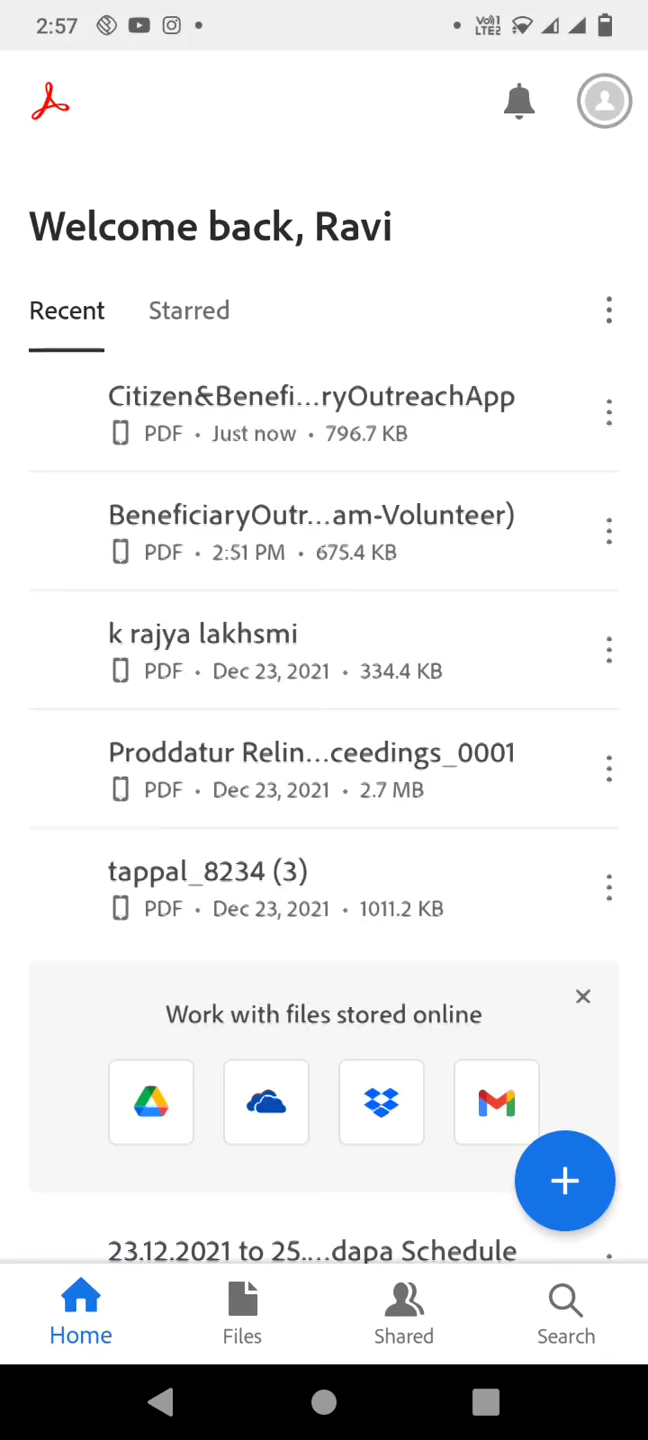 2:57
Vo)) 1
LTE2
Welcome back, Ravi
Recent Starred
Citizen&Benefi...ryOutreachApp
PDF • Just now • 796.7 KB
BeneficiaryOutr...am-Volunteer)
PDF • 2:51 PM • 675.4 KB
k rajya lakhsmi
PDF • Dec 23, 2021 • 334.4 KB
Proddatur Relin...ceedings_0001
PDF • Dec 23, 2021 • 2.7 MB
tappal_8234 (3)
PDF • Dec 23, 2021 • 1011.2 KB
Work with files stored online
23.12.2021 to 25....dapa Schedule
Home Files Shared Search